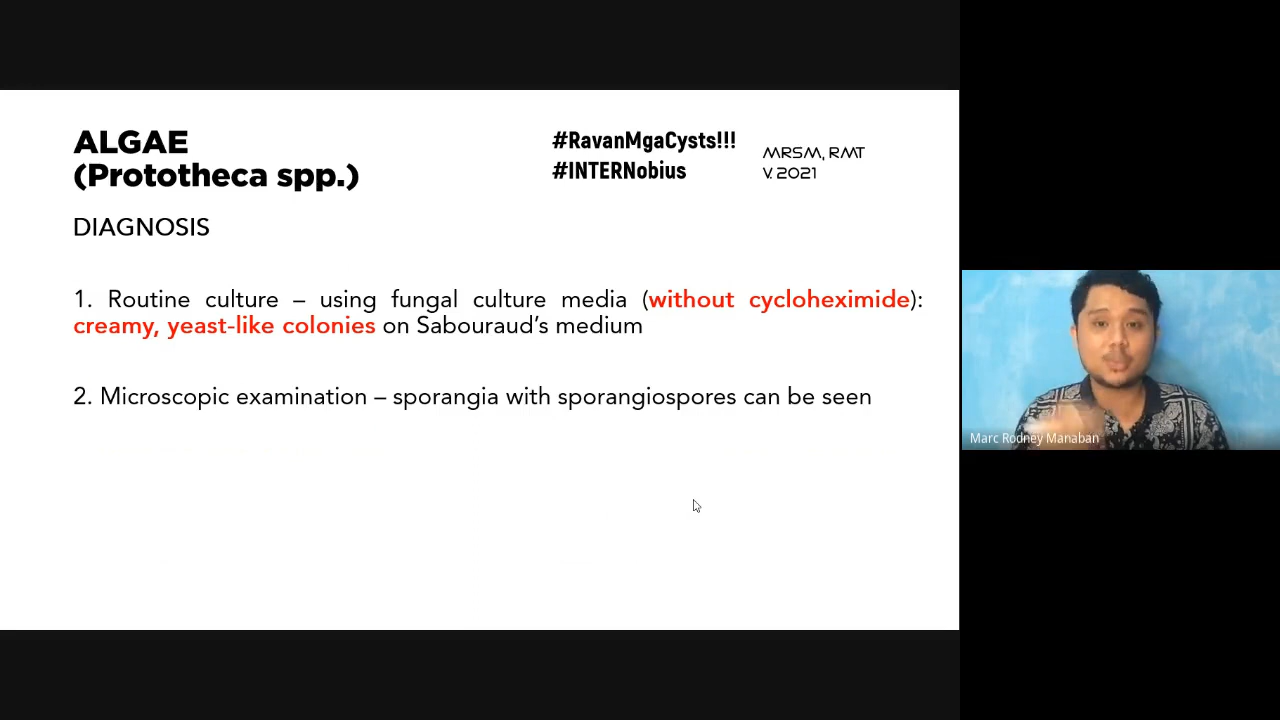 ALGAE
(Prototheca spp.)
#RavanMgaCysts!!!
#INTERNobius
MRSM, RMT
V. 2021
DIAGNOSIS
1. Routine culture – using fungal culture media (without cycloheximide):
creamy, yeast-like colonies on Sabouraud’s medium
2. Microscopic examination – sporangia with sporangiospores can be seen
Marc Rodney Manaban